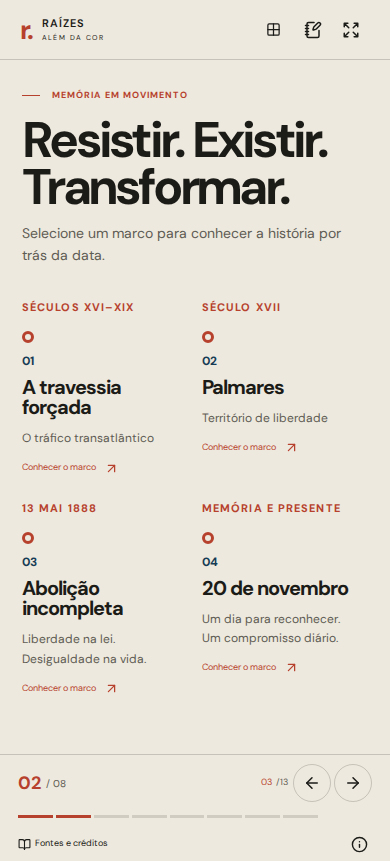 r.
RAÍZES
ALÉM DA COR
MEMÓRIA EM MOVIMENTO
Resistir. Existir.
Transformar.
Selecione um marco para conhecer a história por
trás da data.
SÉCULOS XVI–XIX
01
A travessia
forçada
O tráfico transatlântico
Conhecer o marco
SÉCULO XVII
02
Palmares
Território de liberdade
Conhecer o marco
13 MAI 1888
03
Abolição
incompleta
Liberdade na lei.
Desigualdade na vida.
Conhecer o marco
MEMÓRIA E PRESENTE
04
20 de novembro
Um dia para reconhecer.
Um compromisso diário.
Conhecer o marco
02 / 08
03 /13
Fontes e créditos